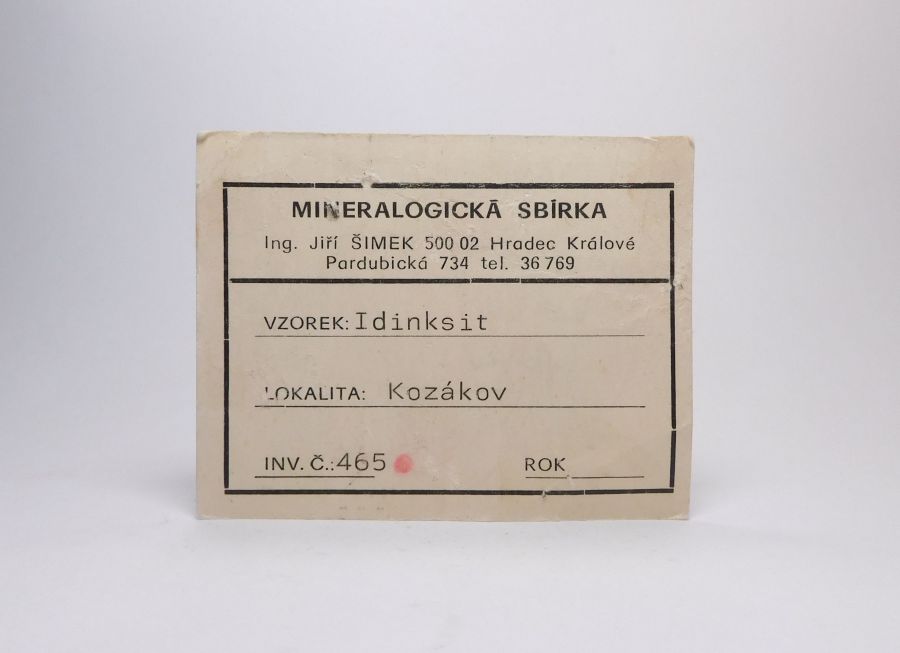 MINERALOGICKÁ SBÍRKA
Ing. Jiří ŠIMEK 500 02 Hradec Králové
Pardubická 734 tel. 36 769
VZOREK: Idinksit
LOKALITA: Kozákov
INV. Č.: 465 ROK